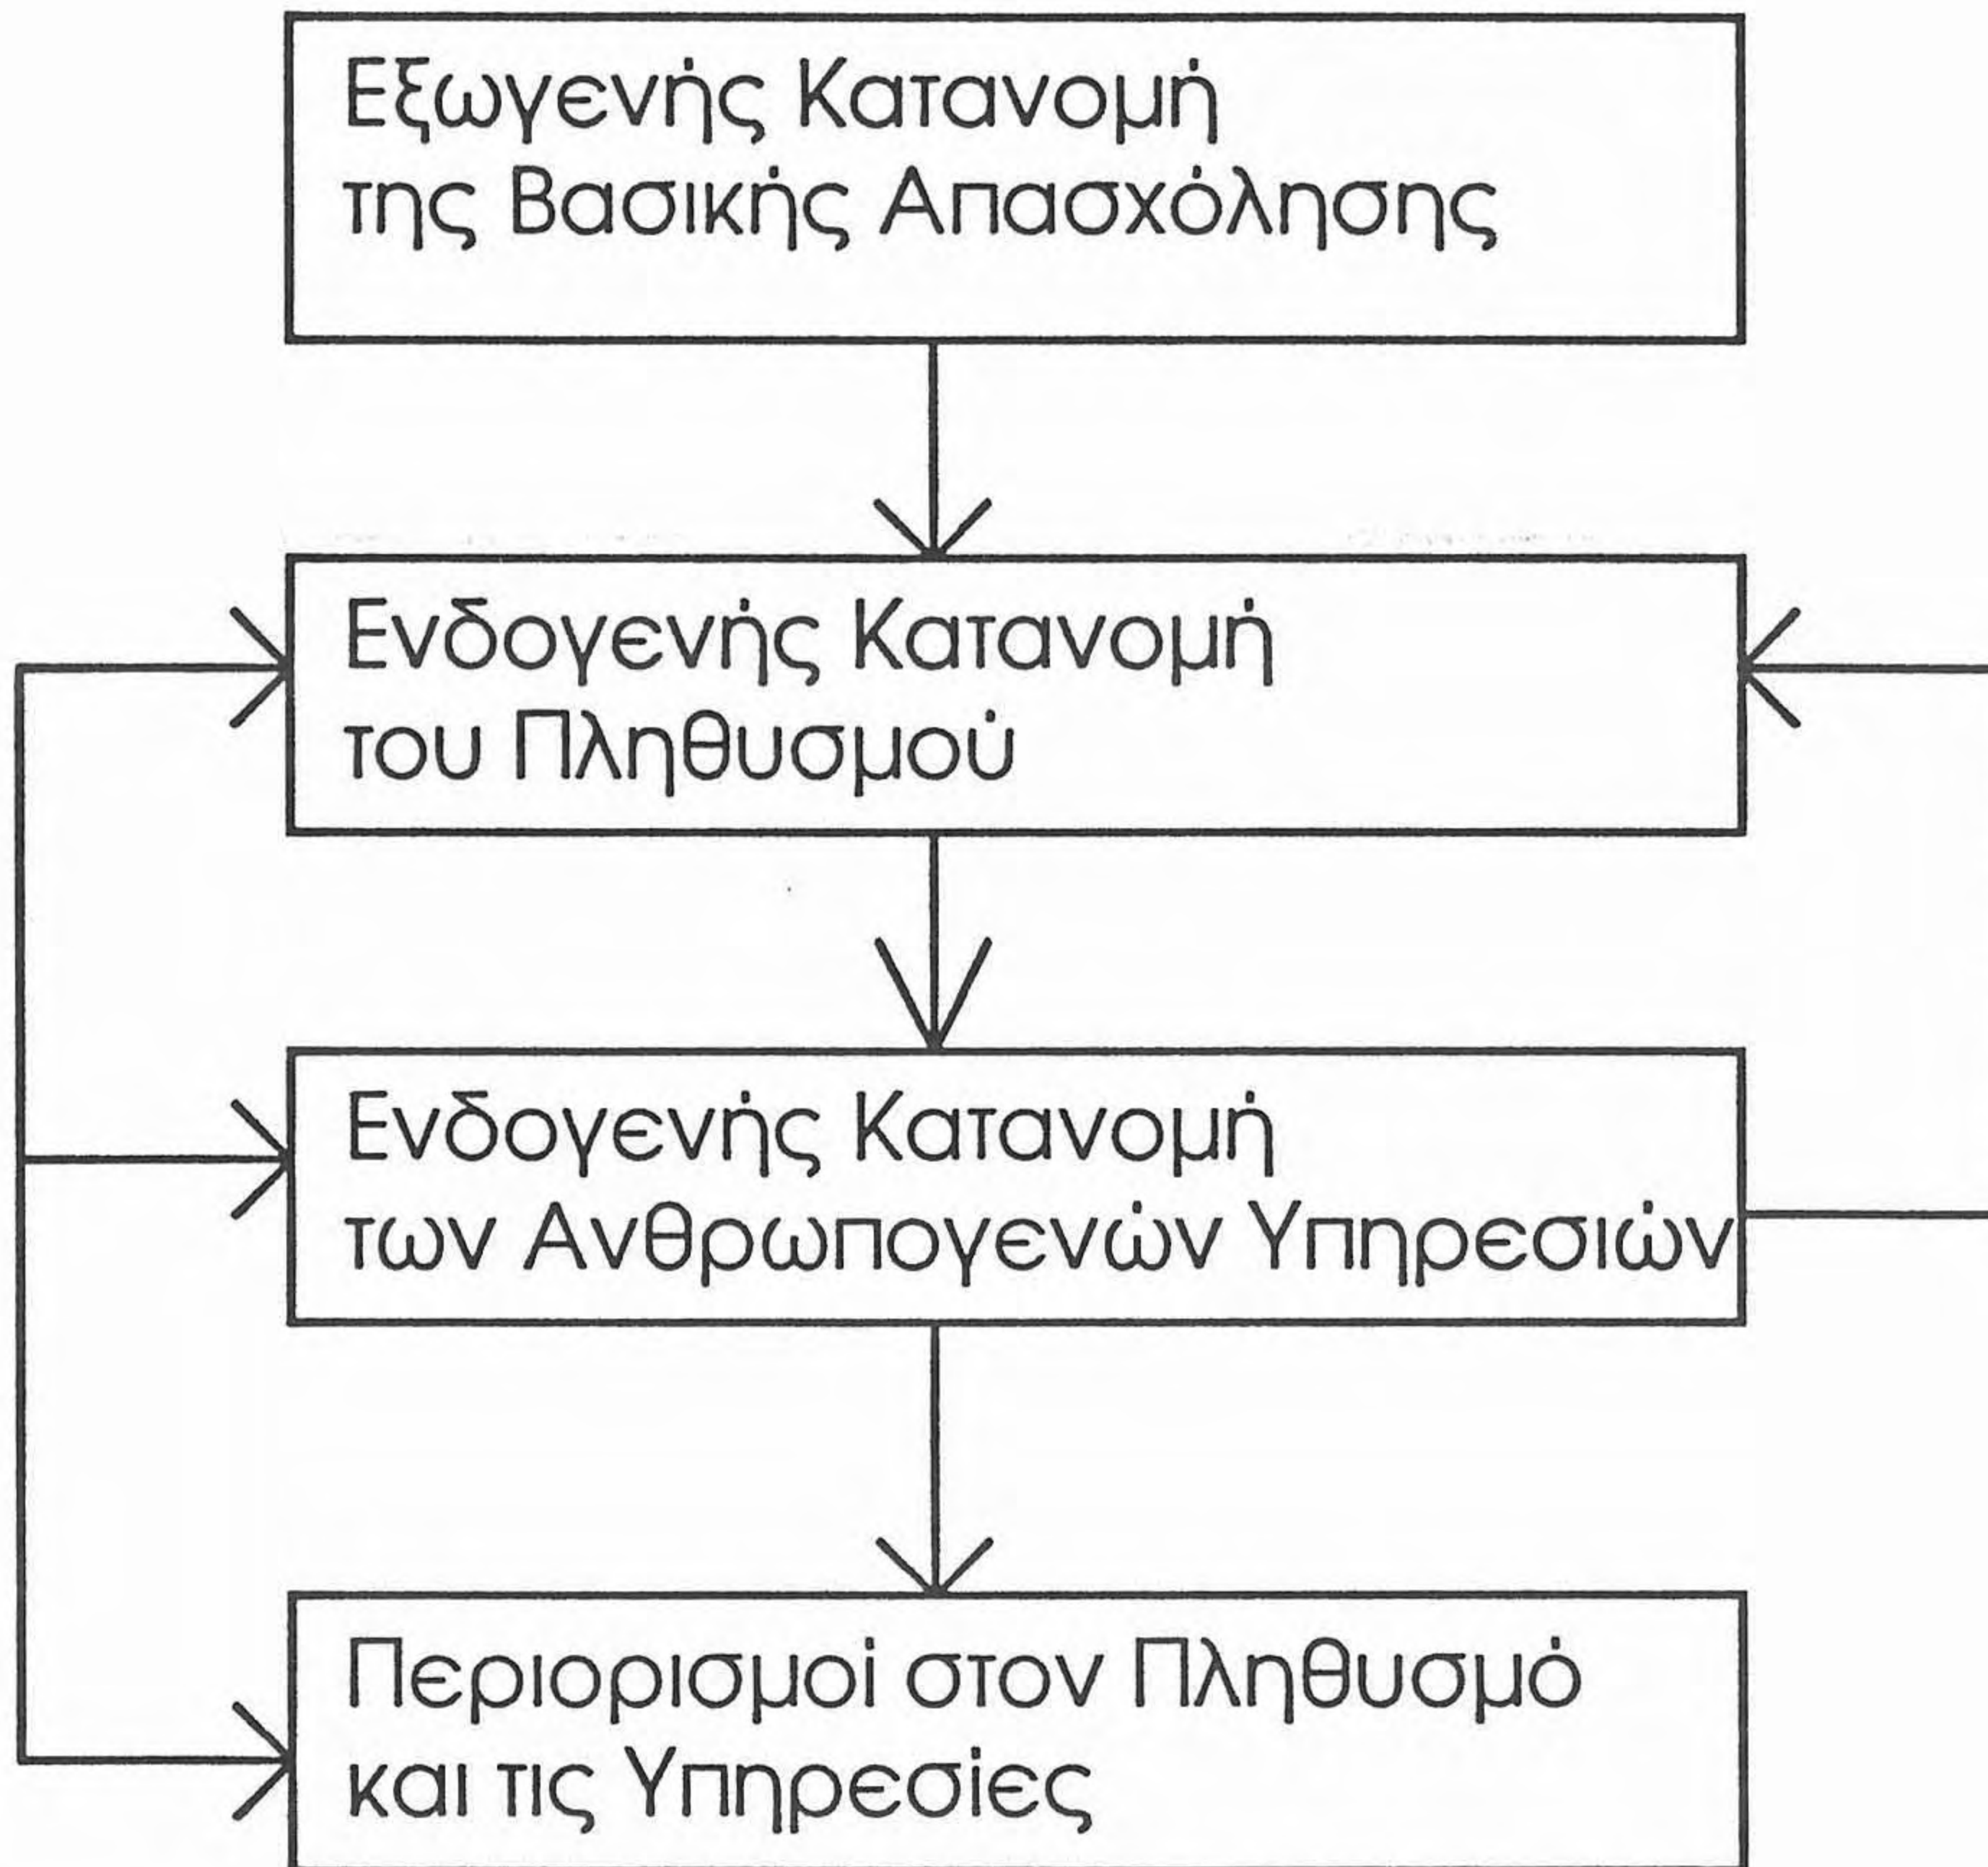 Εξωγενής Κατανομή
της Βασικής Απασχόλησης
Ενδογενής Κατανομή
του Πληθυσμού
Ενδογενής Κατανομή
των Ανθρωπογενών Υπηρεσιών
Περιορισμοί στον Πληθυσμό
και τις Υπηρεσίες